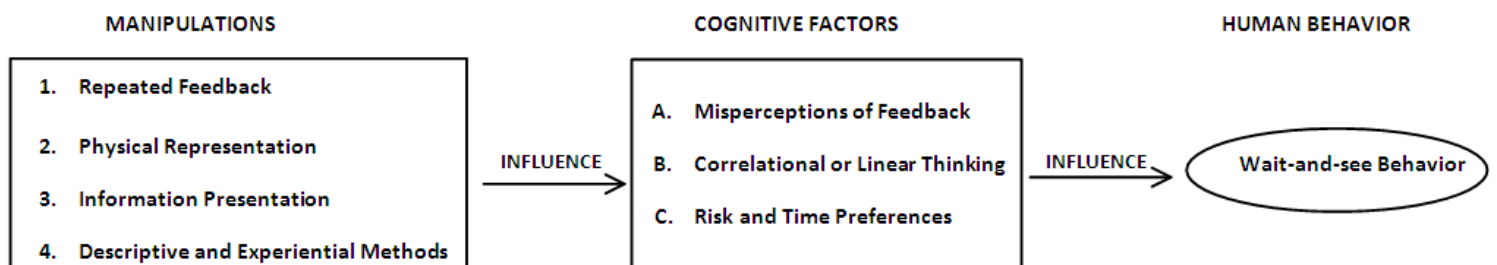 MANIPULATIONS
COGNITIVE FACTORS
HUMAN BEHAVIOR
1. Repeated Feedback
2. Physical Representation
3. Information Presentation
4. Descriptive and Experiential Methods
INFLUENCE
A. Misperceptions of Feedback
B. Correlational or Linear Thinking
C. Risk and Time Preferences
INFLUENCE
Wait-and-see Behavior